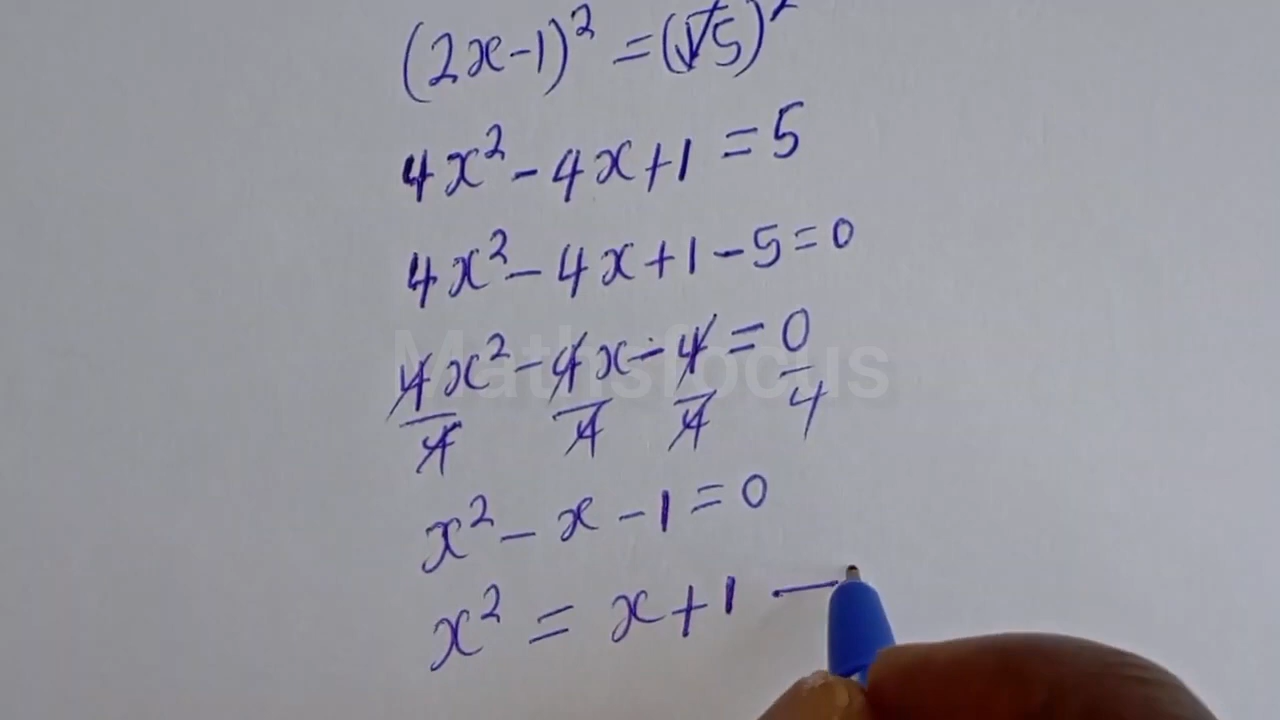 (2x-1)² = (√5)²
4x² - 4x + 1 = 5
4x² - 4x + 1 - 5 = 0
4x²/4 - 4x/4 - 4/4 = 0/4
x² - x - 1 = 0
x² = x + 1 —
Mathsfocus